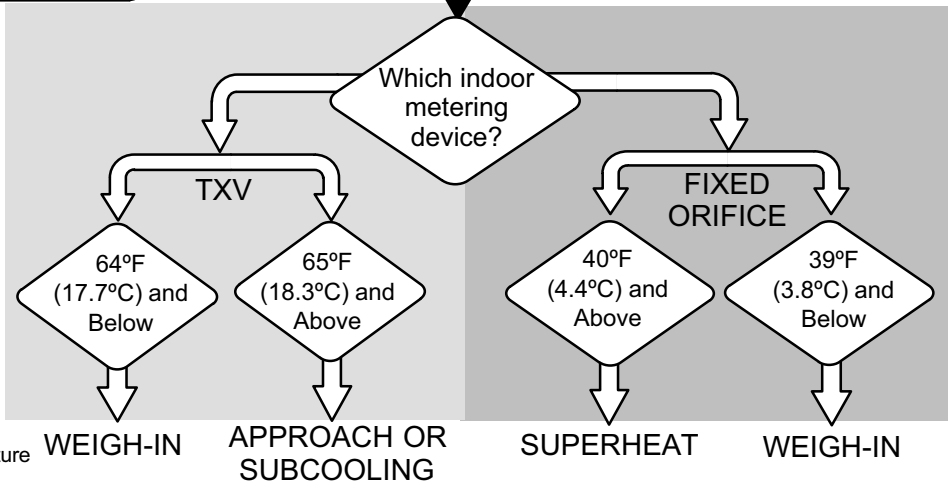 Which indoor
metering
device?
TXV
FIXED
ORIFICE
64ºF
(17.7ºC) and
Below
65ºF
(18.3ºC) and
Above
40ºF
(4.4ºC) and
Above
39ºF
(3.8ºC) and
Below
WEIGH-IN
APPROACH OR
SUBCOOLING
SUPERHEAT
WEIGH-IN